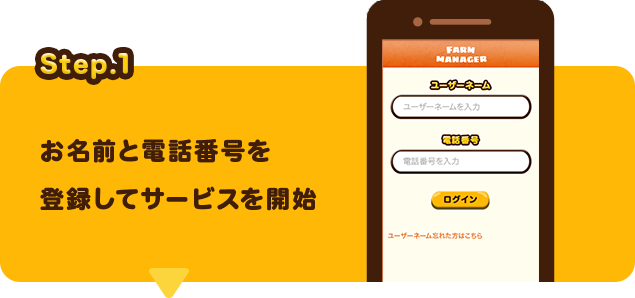 Step.1
お名前と電話番号を
登録してサービスを開始
FARM
MANAGER
ユーザーネーム
ユーザーネームを入力
電話番号
電話番号を入力
ログイン
ユーザーネーム忘れた方はこちら